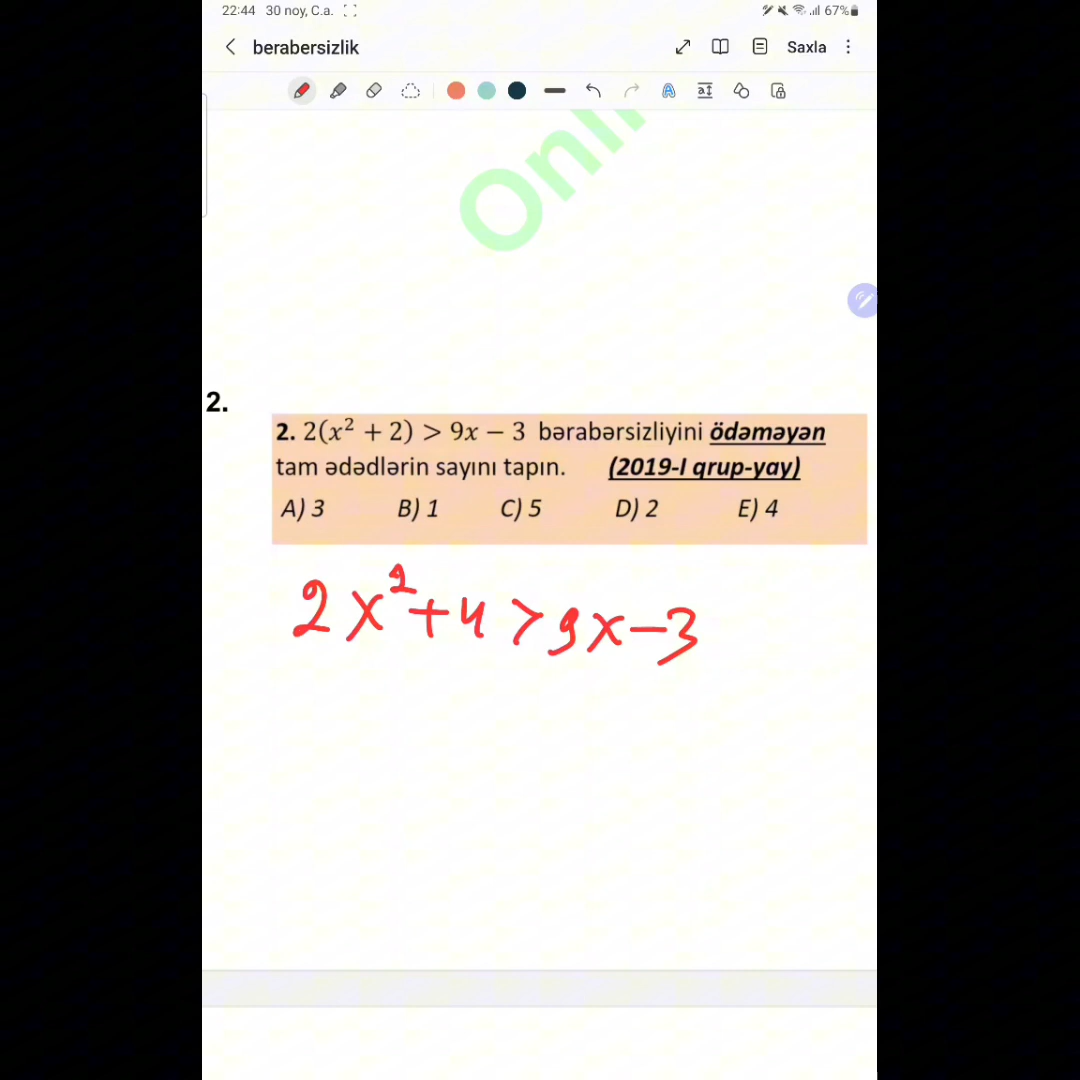 22:44 30 noy, C.a. 67%
berabersizlik Saxla
Onli
2.
2. 2(x² + 2) > 9x − 3 bərabərsizliyini ödəməyən
tam ədədlərin sayını tapın. (2019-I qrup-yay)
A) 3 B) 1 C) 5 D) 2 E) 4
2x²+4>9x-3